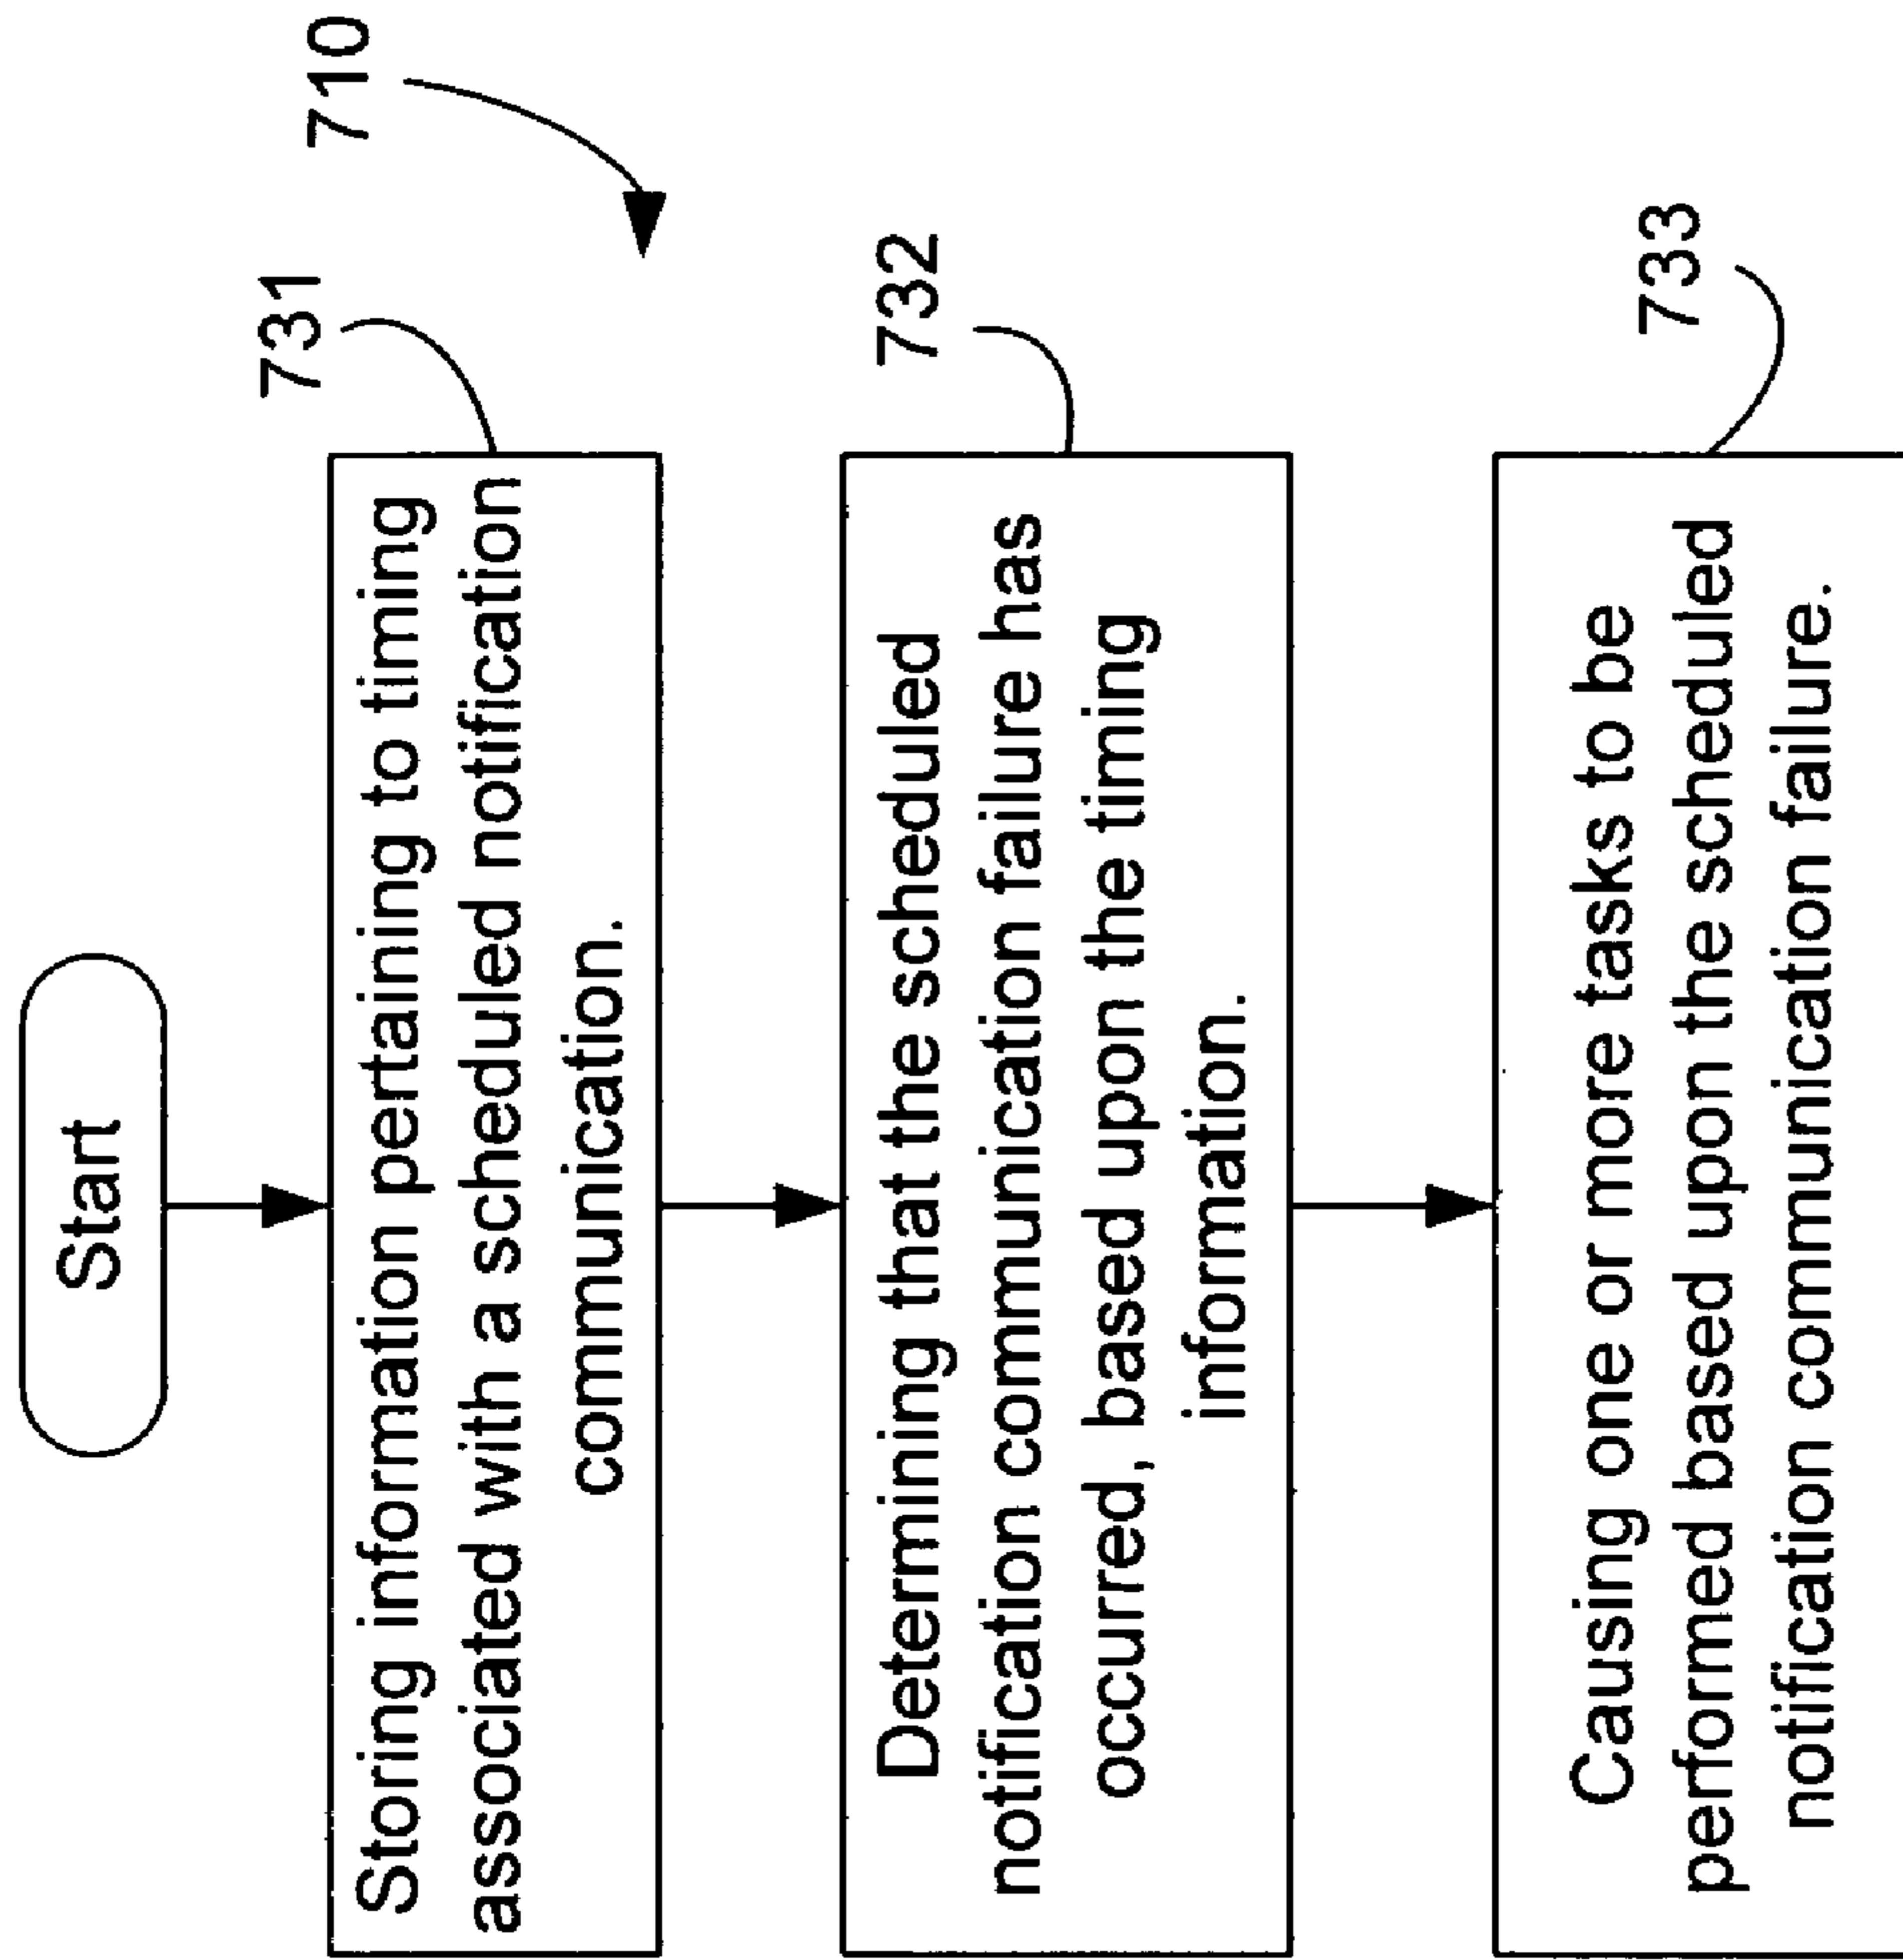 Start
710
731
Storing information pertaining to timing
associated with a scheduled notification
communication.
732
Determining that the scheduled
notification communication failure has
occurred, based upon the timing
information.
733
Causing one or more tasks to be
performed based upon the scheduled
notification communication failure.